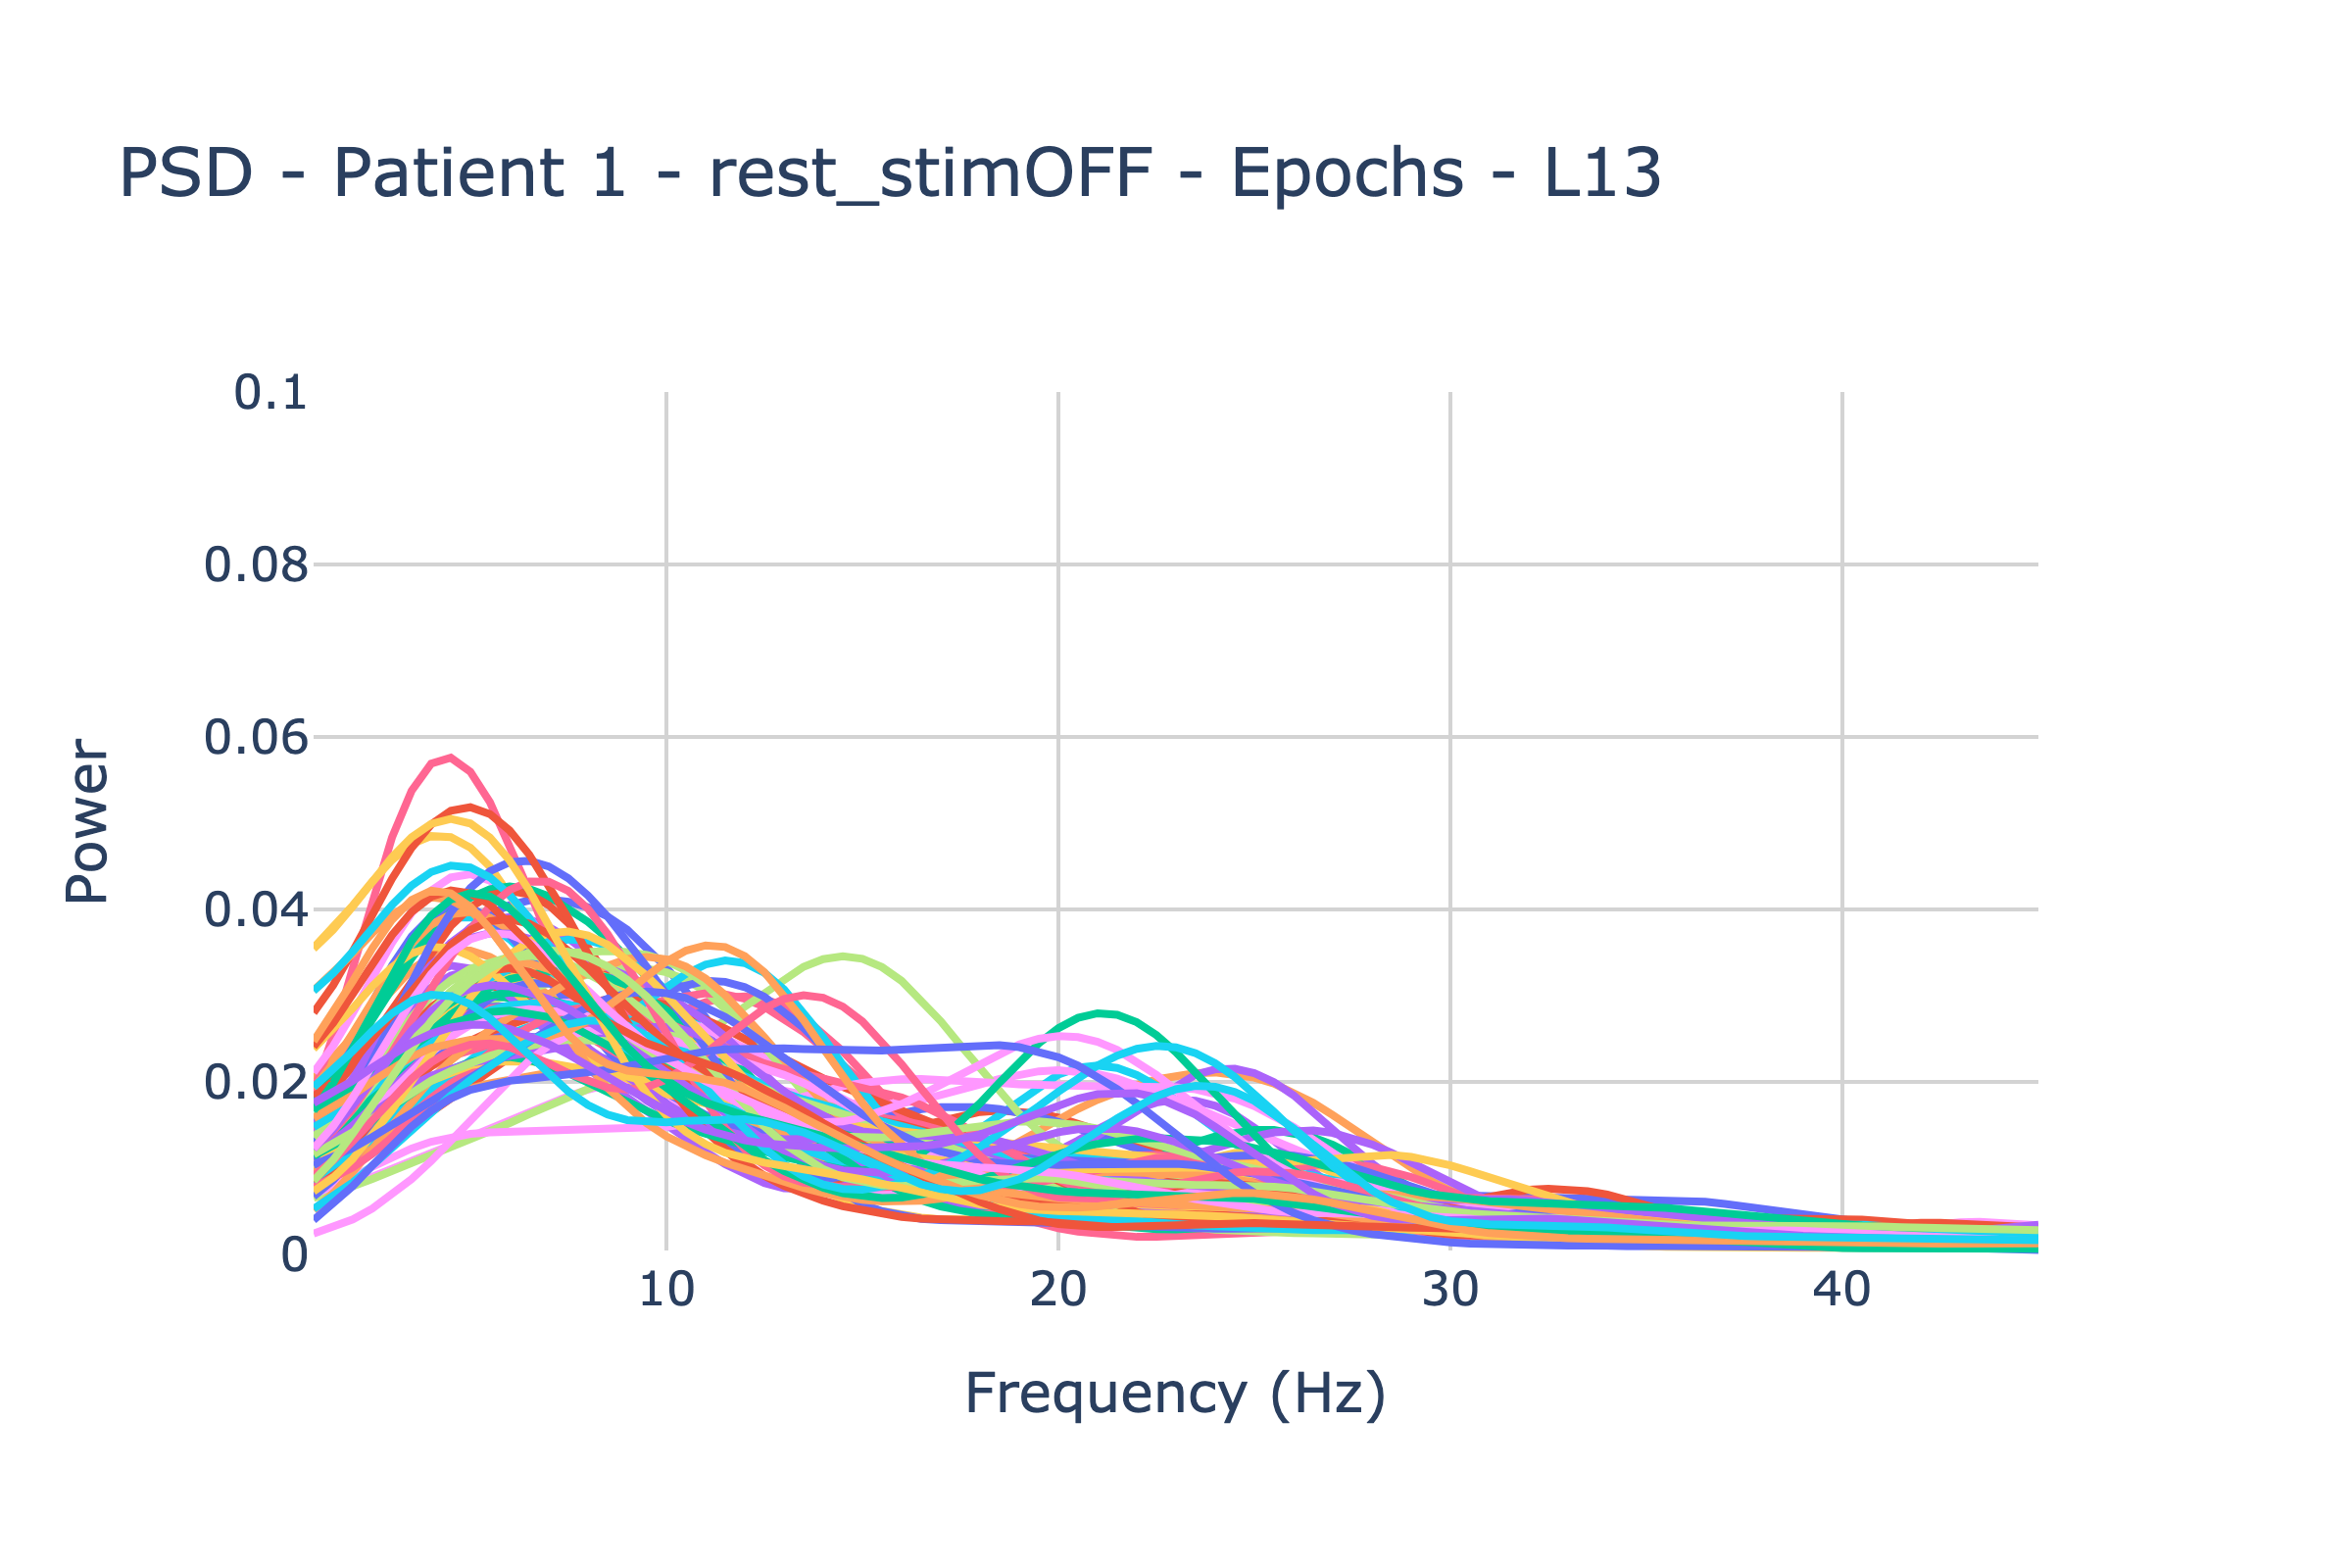 PSD - Patient 1 - rest_stimOFF - Epochs - L13
0.1
0.08
0.06
0.04
0.02
0
Power
10 20 30 40
Frequency (Hz)